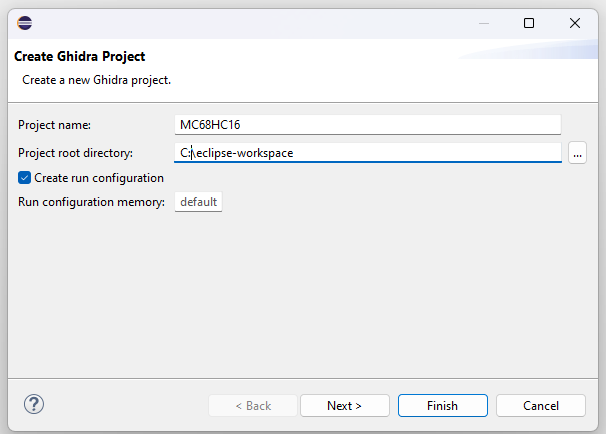 Create Ghidra Project
Create a new Ghidra project.
Project name: MC68HC16
Project root directory: C:\eclipse-workspace ...
Create run configuration
Run configuration memory: default
? < Back Next > Finish Cancel